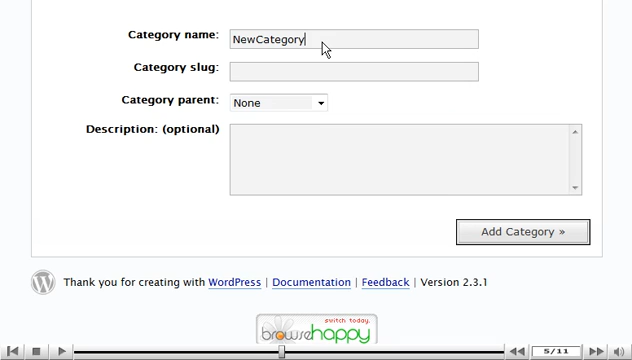 Category name: NewCategory
Category slug:
Category parent: None
Description: (optional)
Add Category »
Thank you for creating with WordPress | Documentation | Feedback | Version 2.3.1
switch today.
browsehappy
5/11